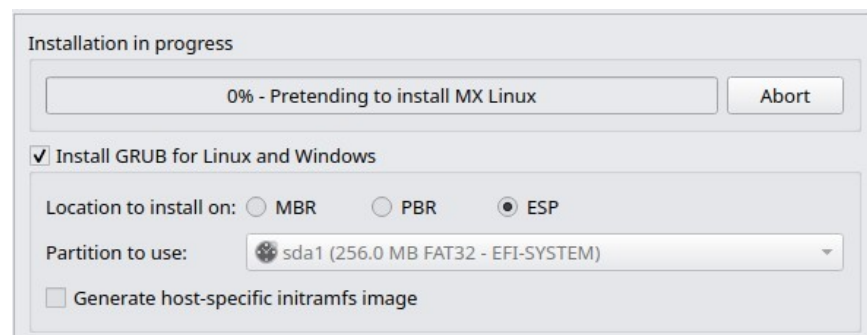 Installation in progress
0% - Pretending to install MX Linux
Abort
Install GRUB for Linux and Windows
Location to install on: MBR PBR ESP
Partition to use: sda1 (256.0 MB FAT32 - EFI-SYSTEM)
Generate host-specific initramfs image